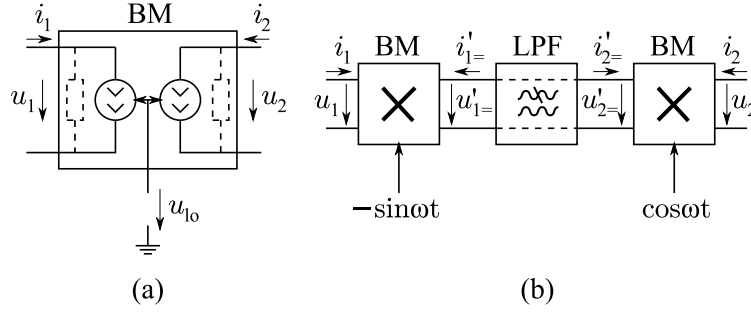 BM
i₁ i₂
u₁ u₂
uₗₒ
(a)
i₁ BM i'₁₌ LPF i'₂₌ BM i₂
u₁ u'₁₌ u'₂₌ u₂
−sinωt cosωt
(b)